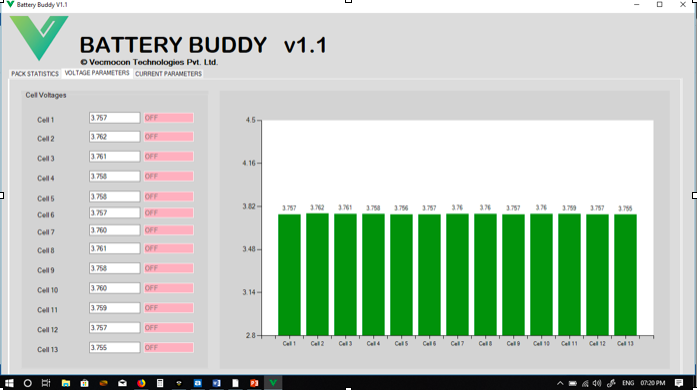 Battery Buddy V1.1
BATTERY BUDDY v1.1
© Vecmocon Technologies Pvt. Ltd.
PACK STATISTICS VOLTAGE PARAMETERS CURRENT PARAMETERS
Cell Voltages
Cell 1 3.757 OFF
Cell 2 3.762 OFF
Cell 3 3.761 OFF
Cell 4 3.758 OFF
Cell 5 3.758 OFF
Cell 6 3.757 OFF
Cell 7 3.760 OFF
Cell 8 3.761 OFF
Cell 9 3.758 OFF
Cell 10 3.760 OFF
Cell 11 3.759 OFF
Cell 12 3.757 OFF
Cell 13 3.755 OFF
4.5
4.16
3.82
3.48
3.14
2.8
3.757 3.762 3.761 3.758 3.756 3.757 3.76 3.76 3.757 3.76 3.759 3.757 3.755
Cell 1 Cell 2 Cell 3 Cell 4 Cell 5 Cell 6 Cell 7 Cell 8 Cell 9 Cell 10 Cell 11 Cell 12 Cell 13
ENG 07:20 PM